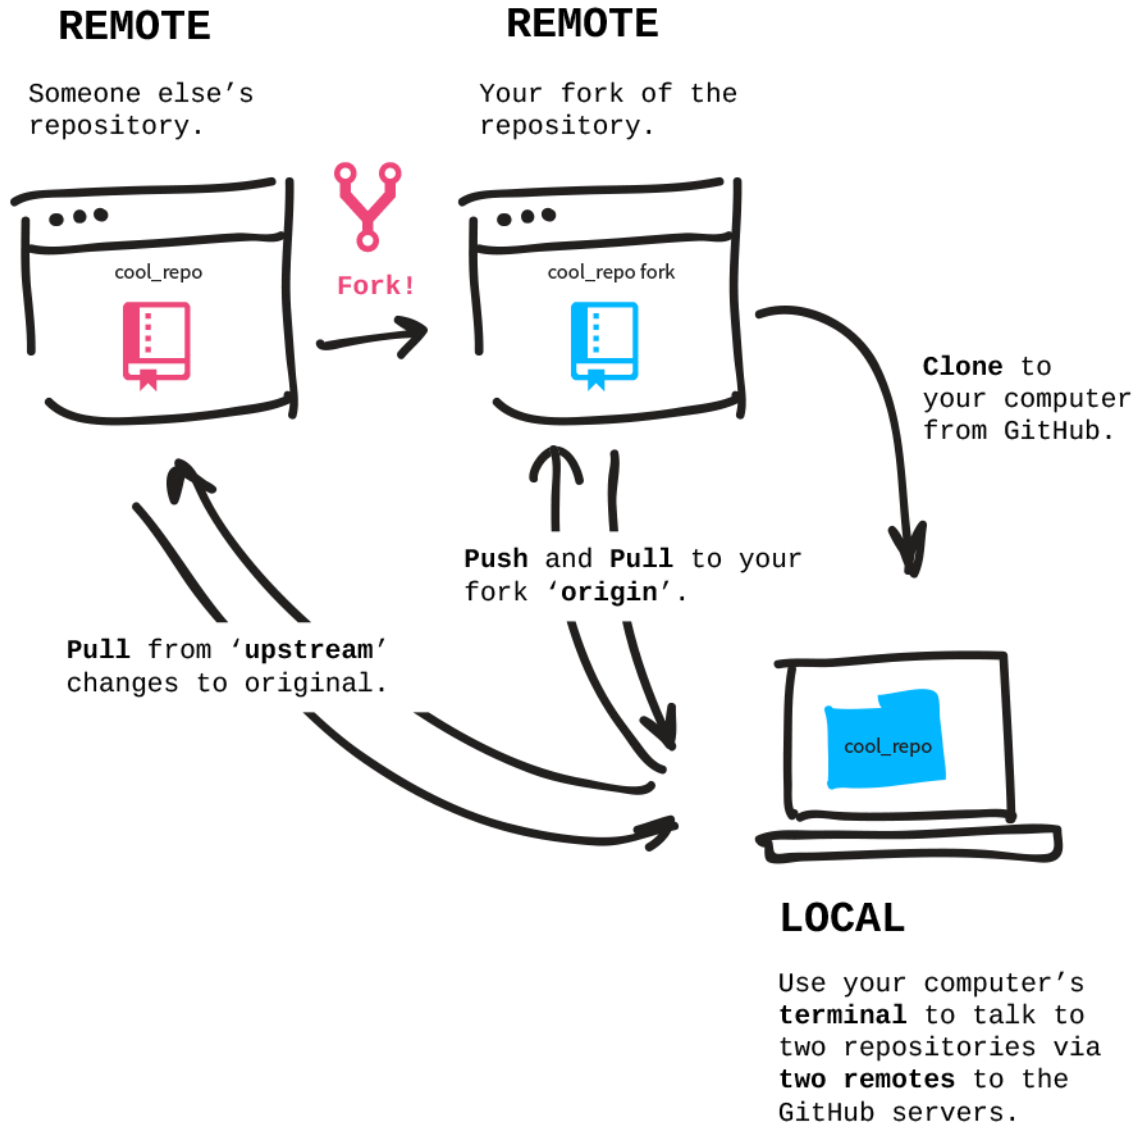 REMOTE
Someone else’s
repository.
cool_repo
Fork!
REMOTE
Your fork of the
repository.
cool_repo fork
Clone to
your computer
from GitHub.
Push and Pull to your
fork ‘origin’.
Pull from ‘upstream’
changes to original.
cool_repo
LOCAL
Use your computer’s
terminal to talk to
two repositories via
two remotes to the
GitHub servers.